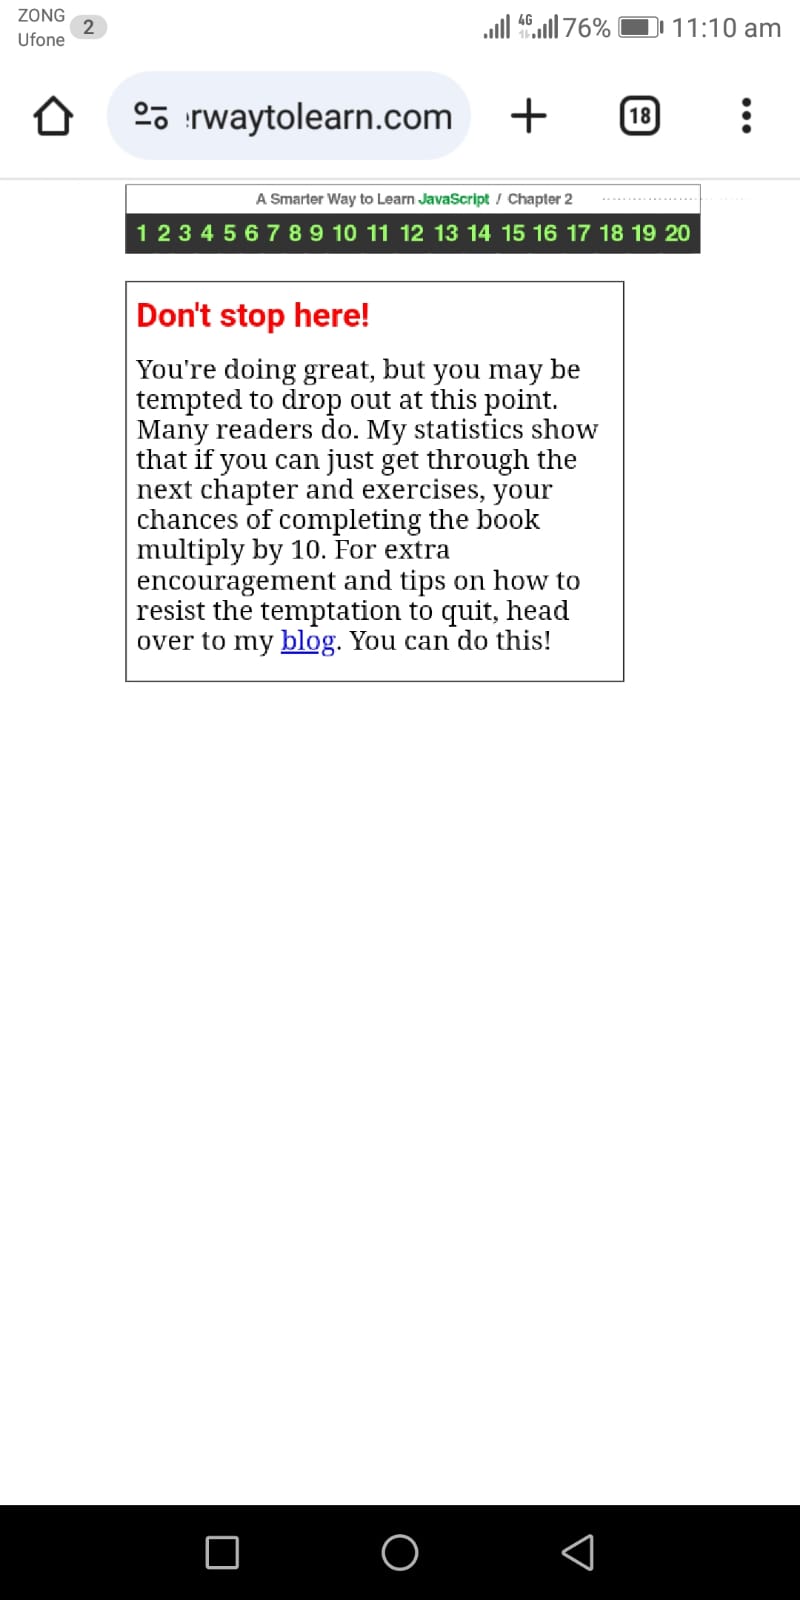 ZONG
Ufone
2
4G
76%
11:10 am
rwaytolearn.com
18
A Smarter Way to Learn JavaScript / Chapter 2
1 2 3 4 5 6 7 8 9 10 11 12 13 14 15 16 17 18 19 20
Don't stop here!
You're doing great, but you may be
tempted to drop out at this point.
Many readers do. My statistics show
that if you can just get through the
next chapter and exercises, your
chances of completing the book
multiply by 10. For extra
encouragement and tips on how to
resist the temptation to quit, head
over to my blog. You can do this!